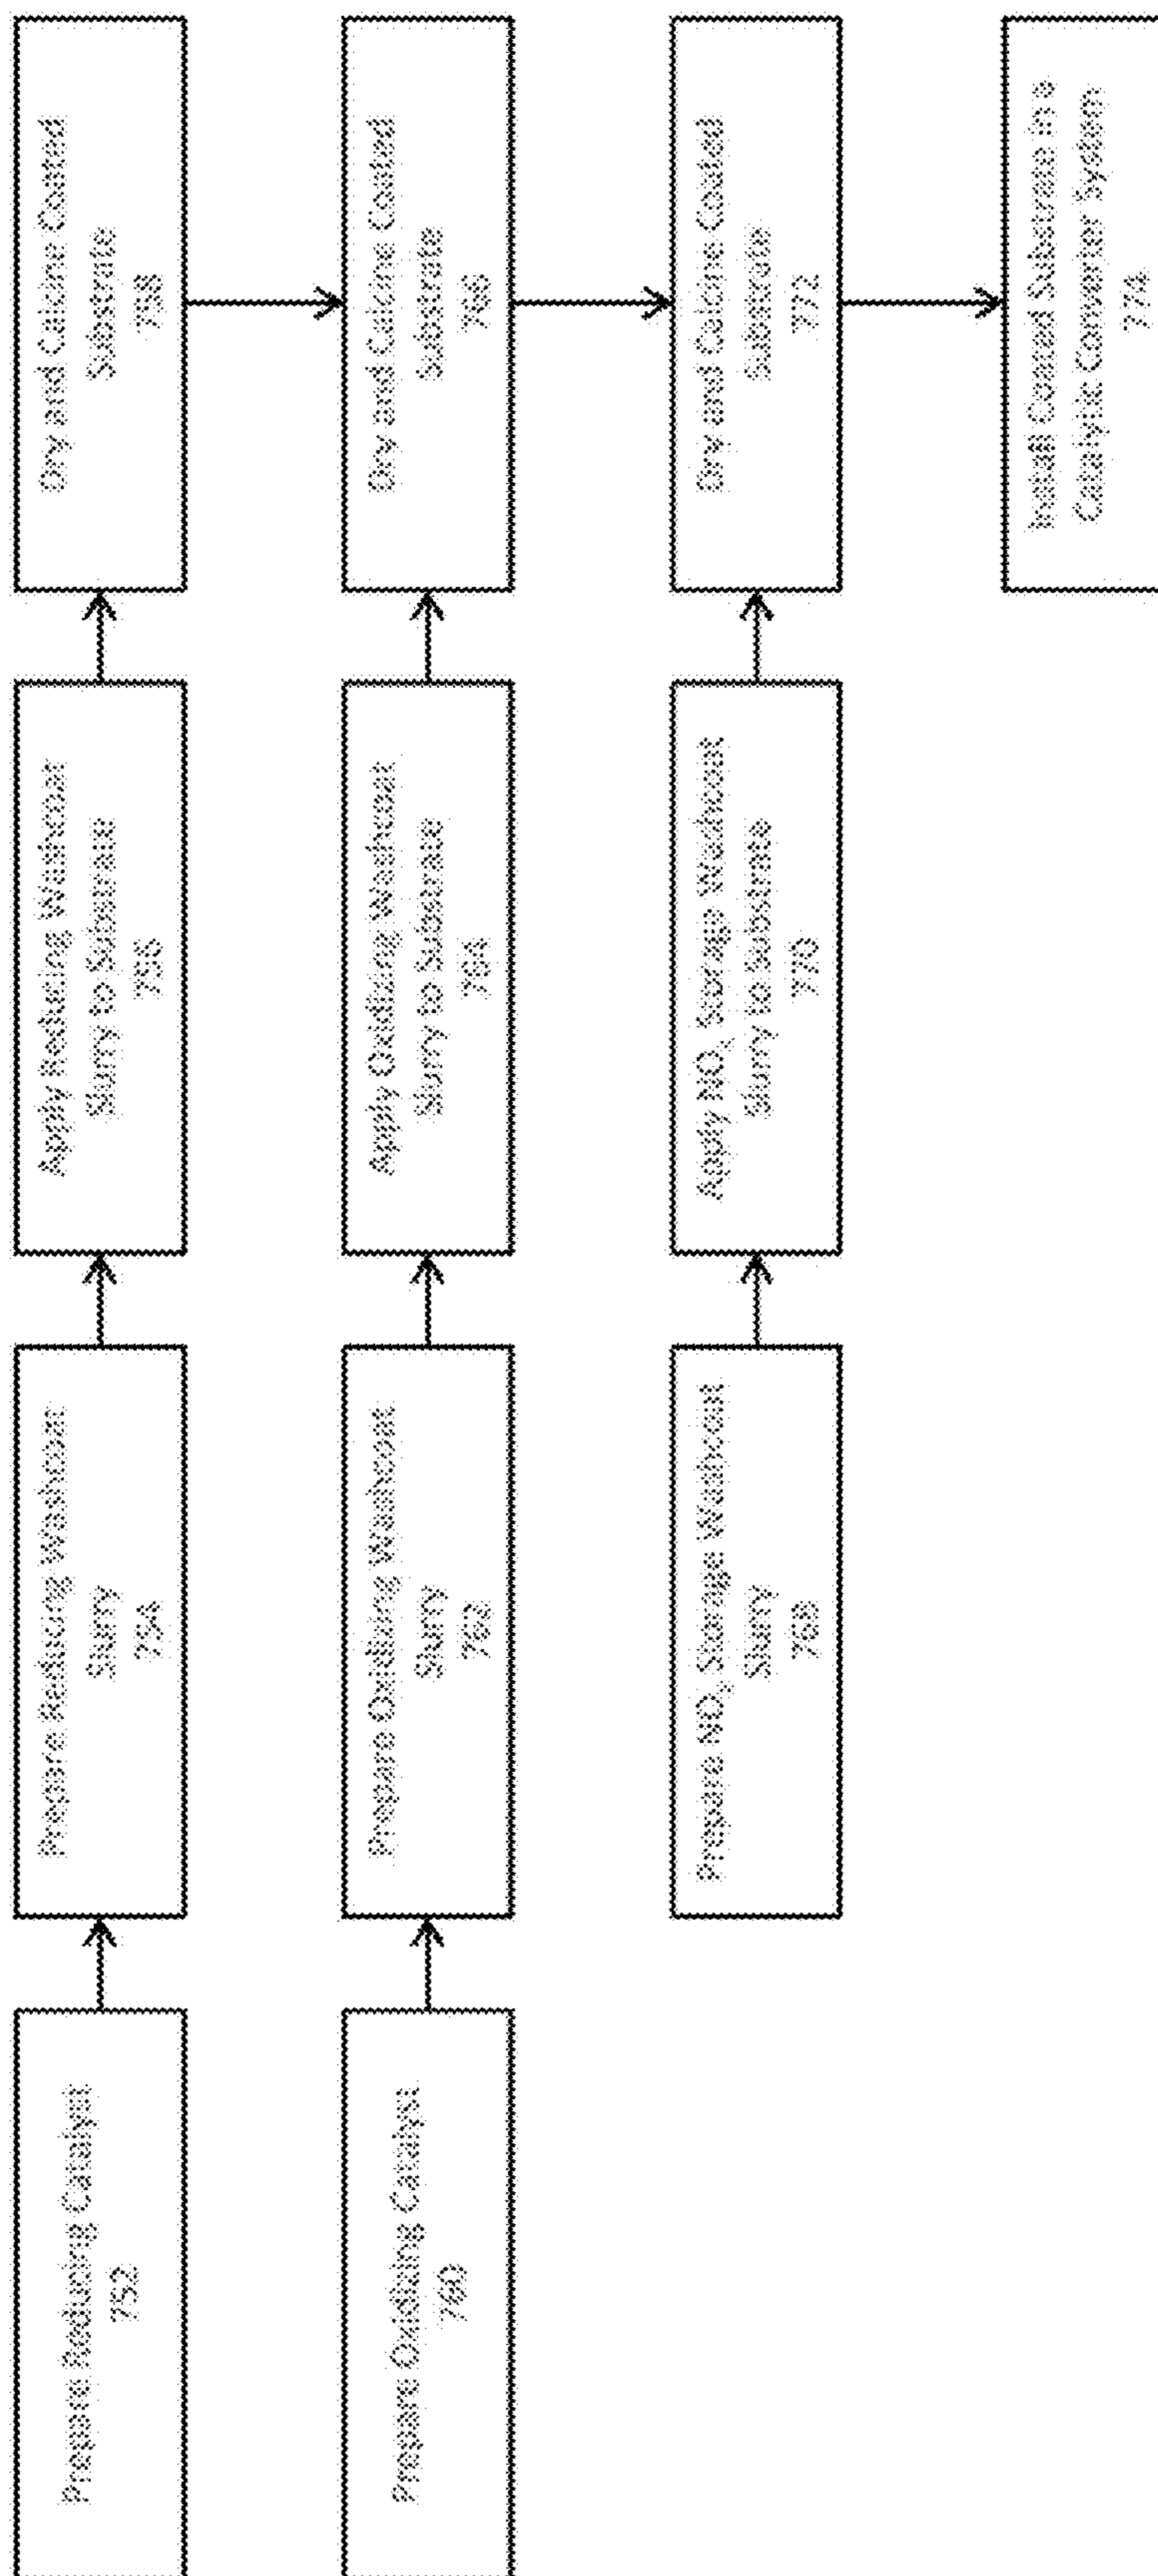 Prepare Reducing Catalyst
752
Prepare Reducing Washcoat
Slurry
754
Apply Reducing Washcoat
Slurry to Substrate
756
Dry and Calcine Coated
Substrate
758
Prepare Oxidizing Catalyst
760
Prepare Oxidizing Washcoat
Slurry
762
Apply Oxidizing Washcoat
Slurry to Substrate
764
Dry and Calcine Coated
Substrate
766
Prepare NOₓ Storage Washcoat
Slurry
768
Apply NOₓ Storage Washcoat
Slurry to Substrate
770
Dry and Calcine Coated
Substrate
772
Install Coated Substrate in a
Catalytic Converter System
774